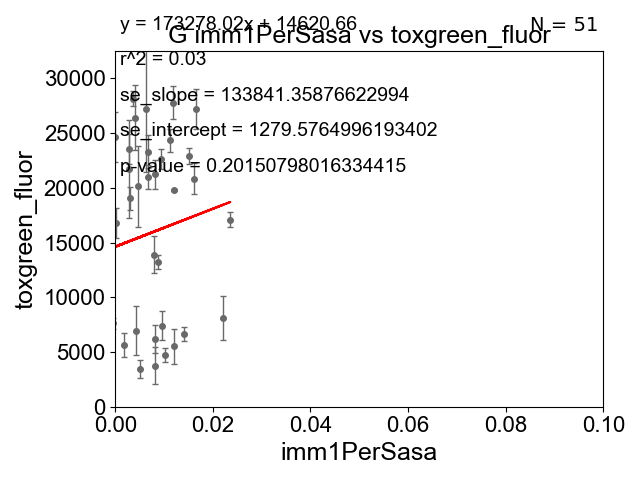 y = 173278.02x + 14620.66
N = 51
G imm1PerSasa vs toxgreen_fluor
r^2 = 0.03
se_slope = 133841.35876622994
se_intercept = 1279.5764996193402
p-value = 0.20150798016334415
30000
25000
20000
15000
10000
5000
0
toxgreen_fluor
0.00 0.02 0.04 0.06 0.08 0.10
imm1PerSasa